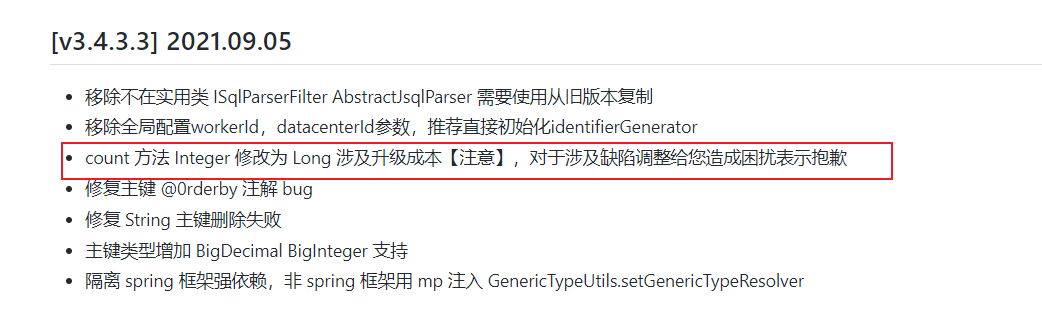 [v3.4.3.3] 2021.09.05
移除不在实用类 ISqlParserFilter AbstractJsqlParser 需要使用从旧版本复制
移除全局配置workerId，datacenterId参数，推荐直接初始化identifierGenerator
count 方法 Integer 修改为 Long 涉及升级成本【注意】，对于涉及缺陷调整给您造成困扰表示抱歉
修复主键 @0rderby 注解 bug
修复 String 主键删除失败
主键类型增加 BigDecimal BigInteger 支持
隔离 spring 框架强依赖，非 spring 框架用 mp 注入 GenericTypeUtils.setGenericTypeResolver